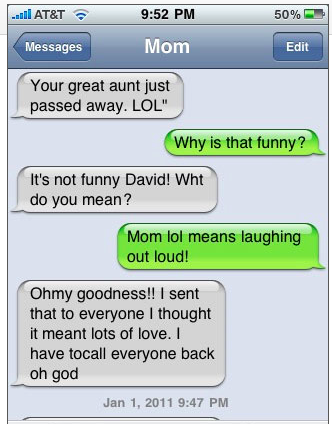 AT&T 9:52 PM 50%
Messages Mom Edit
Your great aunt just
passed away. LOL"
Why is that funny?
It's not funny David! Wht
do you mean?
Mom lol means laughing
out loud!
Ohmy goodness!! I sent
that to everyone I thought
it meant lots of love. I
have tocall everyone back
oh god
Jan 1, 2011 9:47 PM